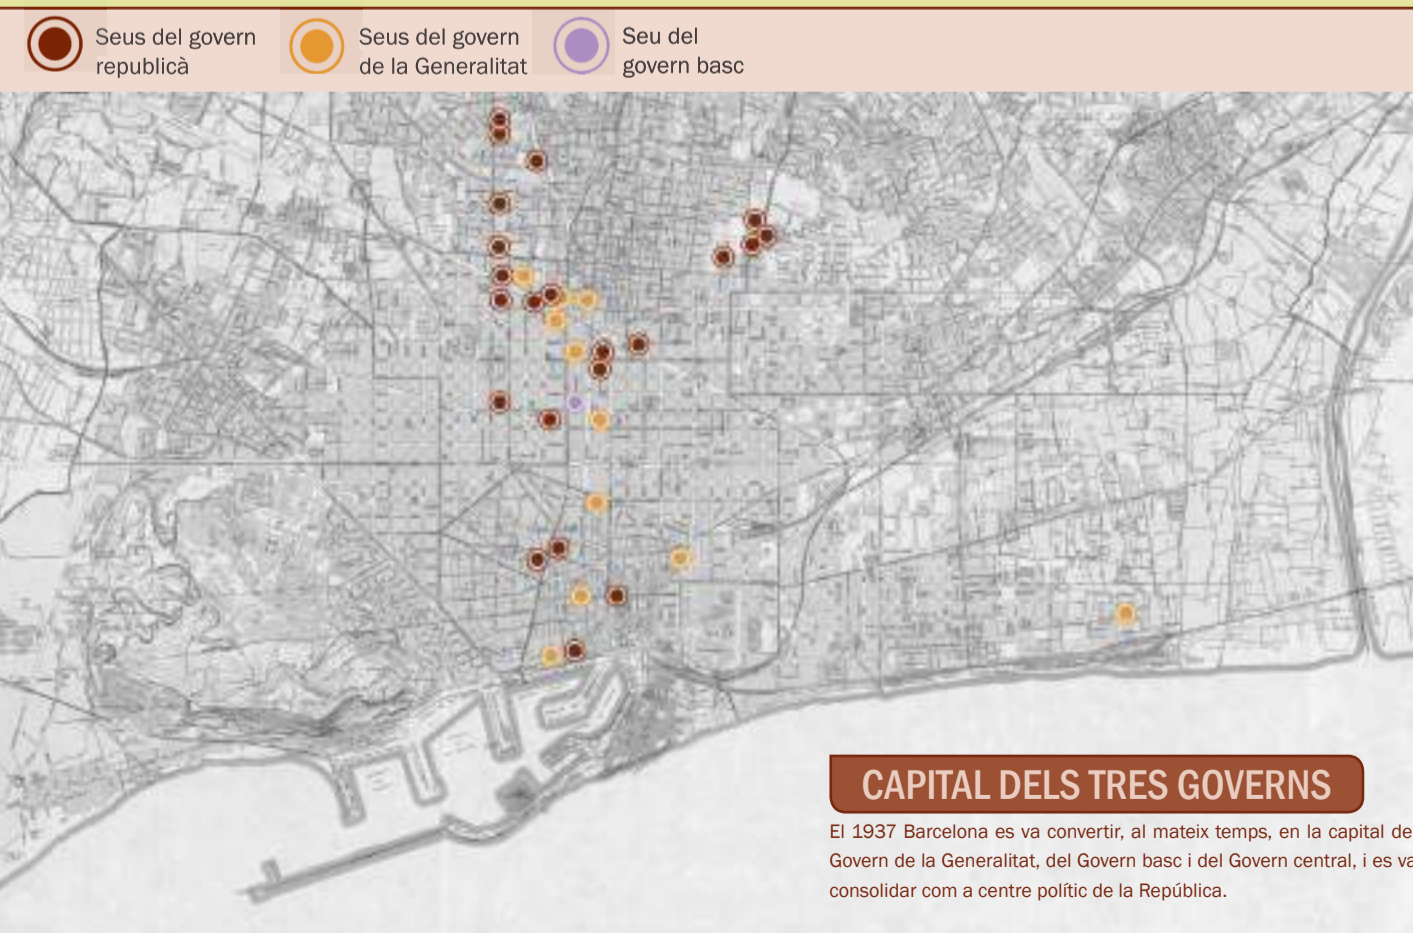 Seus del govern
republicà
Seus del govern
de la Generalitat
Seu del
govern basc
CAPITAL DELS TRES GOVERNS
El 1937 Barcelona es va convertir, al mateix temps, en la capital de
Govern de la Generalitat, del Govern basc i del Govern central, i es va
consolidar com a centre polític de la República.